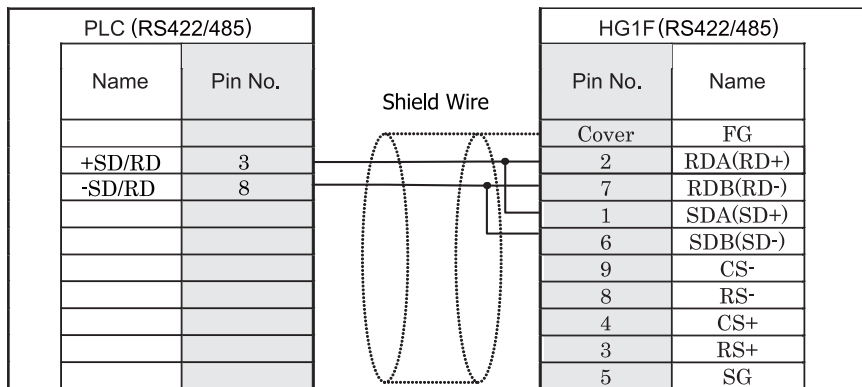 PLC (RS422/485) HG1F (RS422/485)
Name Pin No. Pin No. Name
Shield Wire
Cover FG
+SD/RD 3 2 RDA(RD+)
-SD/RD 8 7 RDB(RD-)
1 SDA(SD+)
6 SDB(SD-)
9 CS-
8 RS-
4 CS+
3 RS+
5 SG